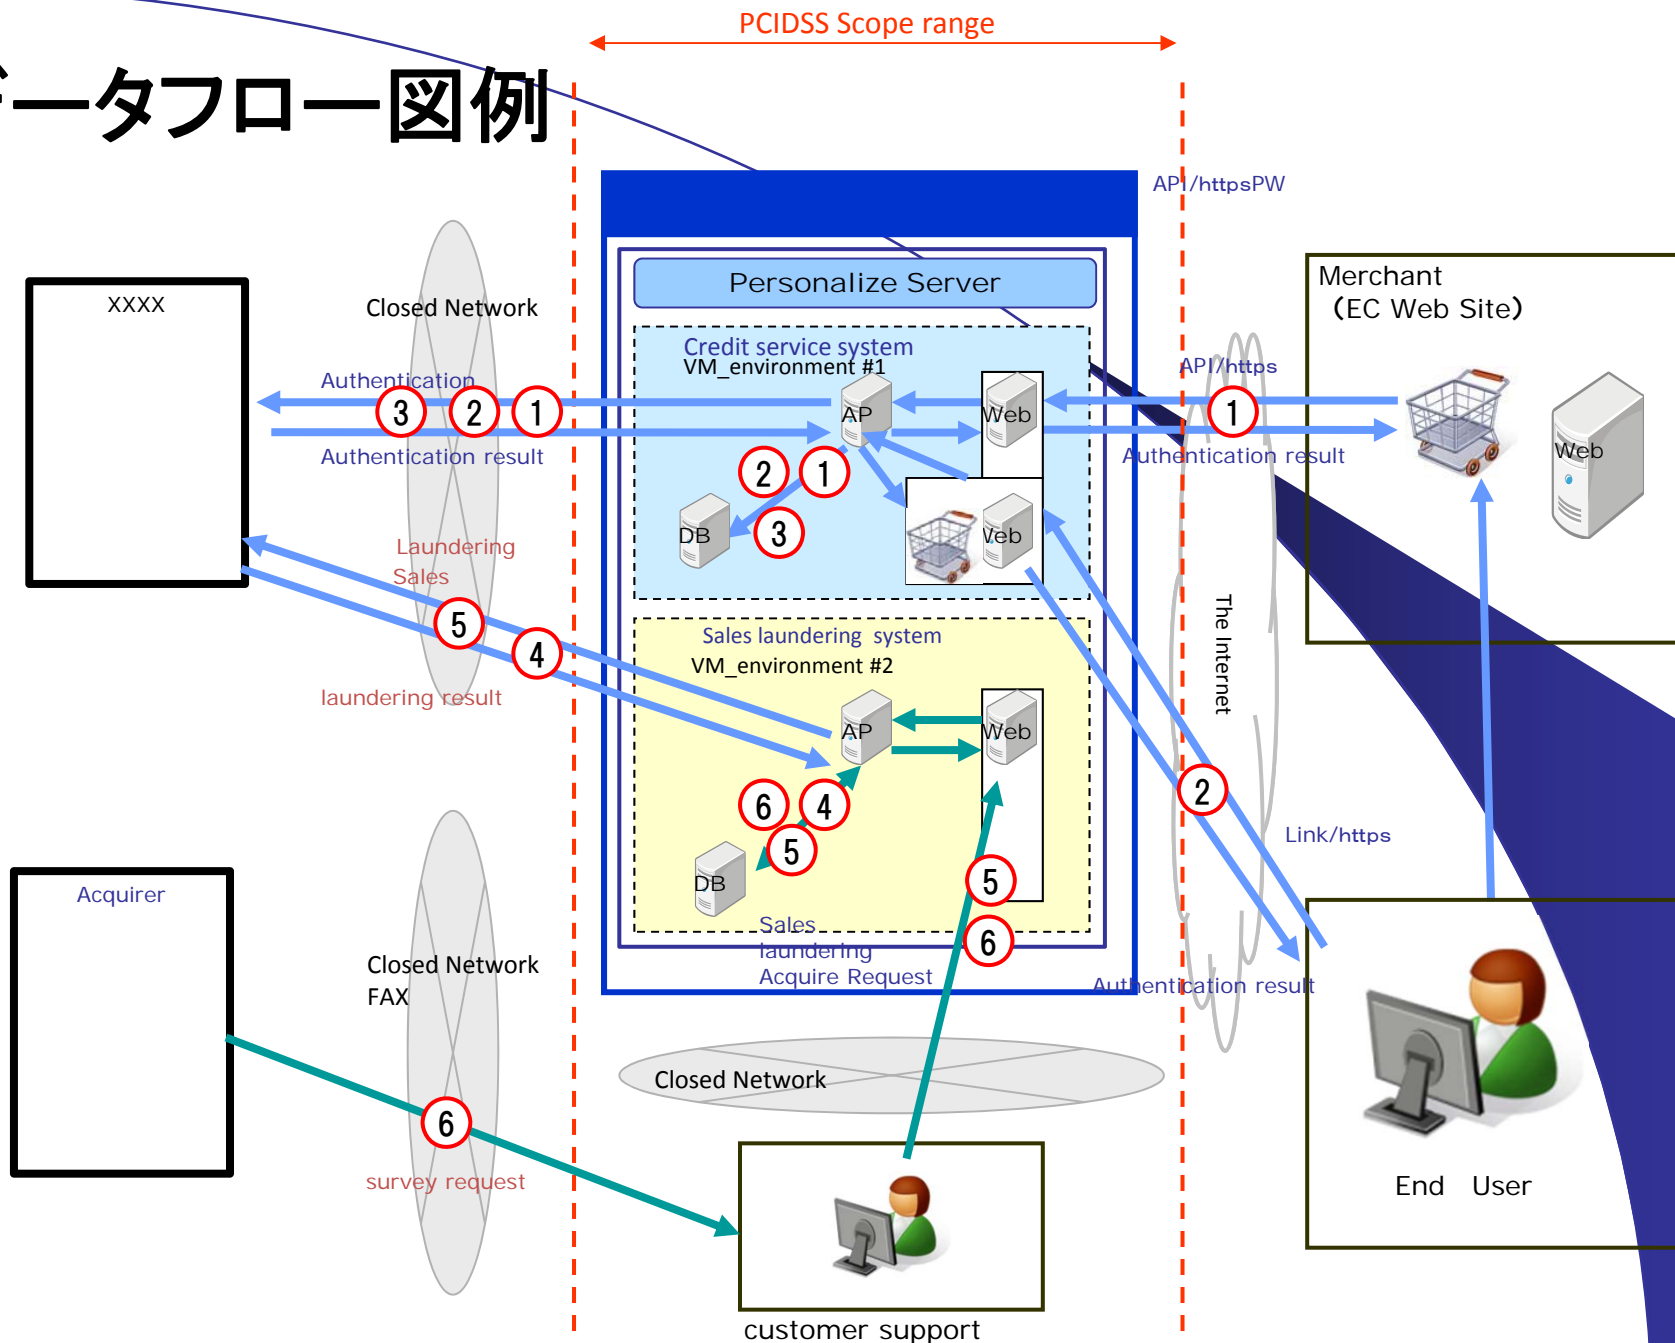 PCIDSS Scope range
データフロー図例
API/httpsPW
Personalize Server
Merchant
（EC Web Site）
XXXX
Closed Network
Credit service system
VM_environment #1
API/https
Authentication
3
2
1
AP
Web
1
Web
Authentication result
Authentication result
2
1
3
DB
Web
Laundering
Sales
5
4
The Internet
Sales laundering system
VM_environment #2
laundering result
AP
Web
2
6
4
5
Link/https
DB
5
Acquirer
Sales
laundering
Acquire Request
6
Closed Network
FAX
Authentication result
Closed Network
6
survey request
End User
customer support